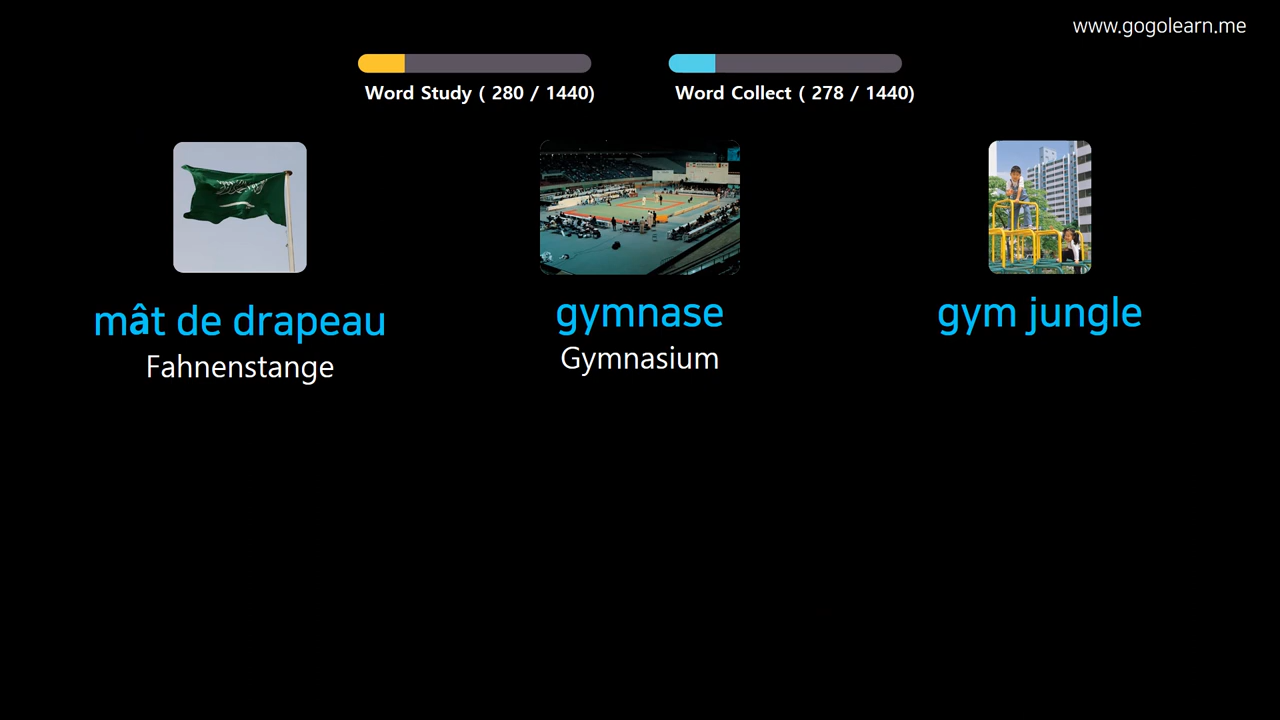 www.gogolearn.me
Word Study ( 280 / 1440)
Word Collect ( 278 / 1440)
mât de drapeau
Fahnenstange
gymnase
Gymnasium
gym jungle